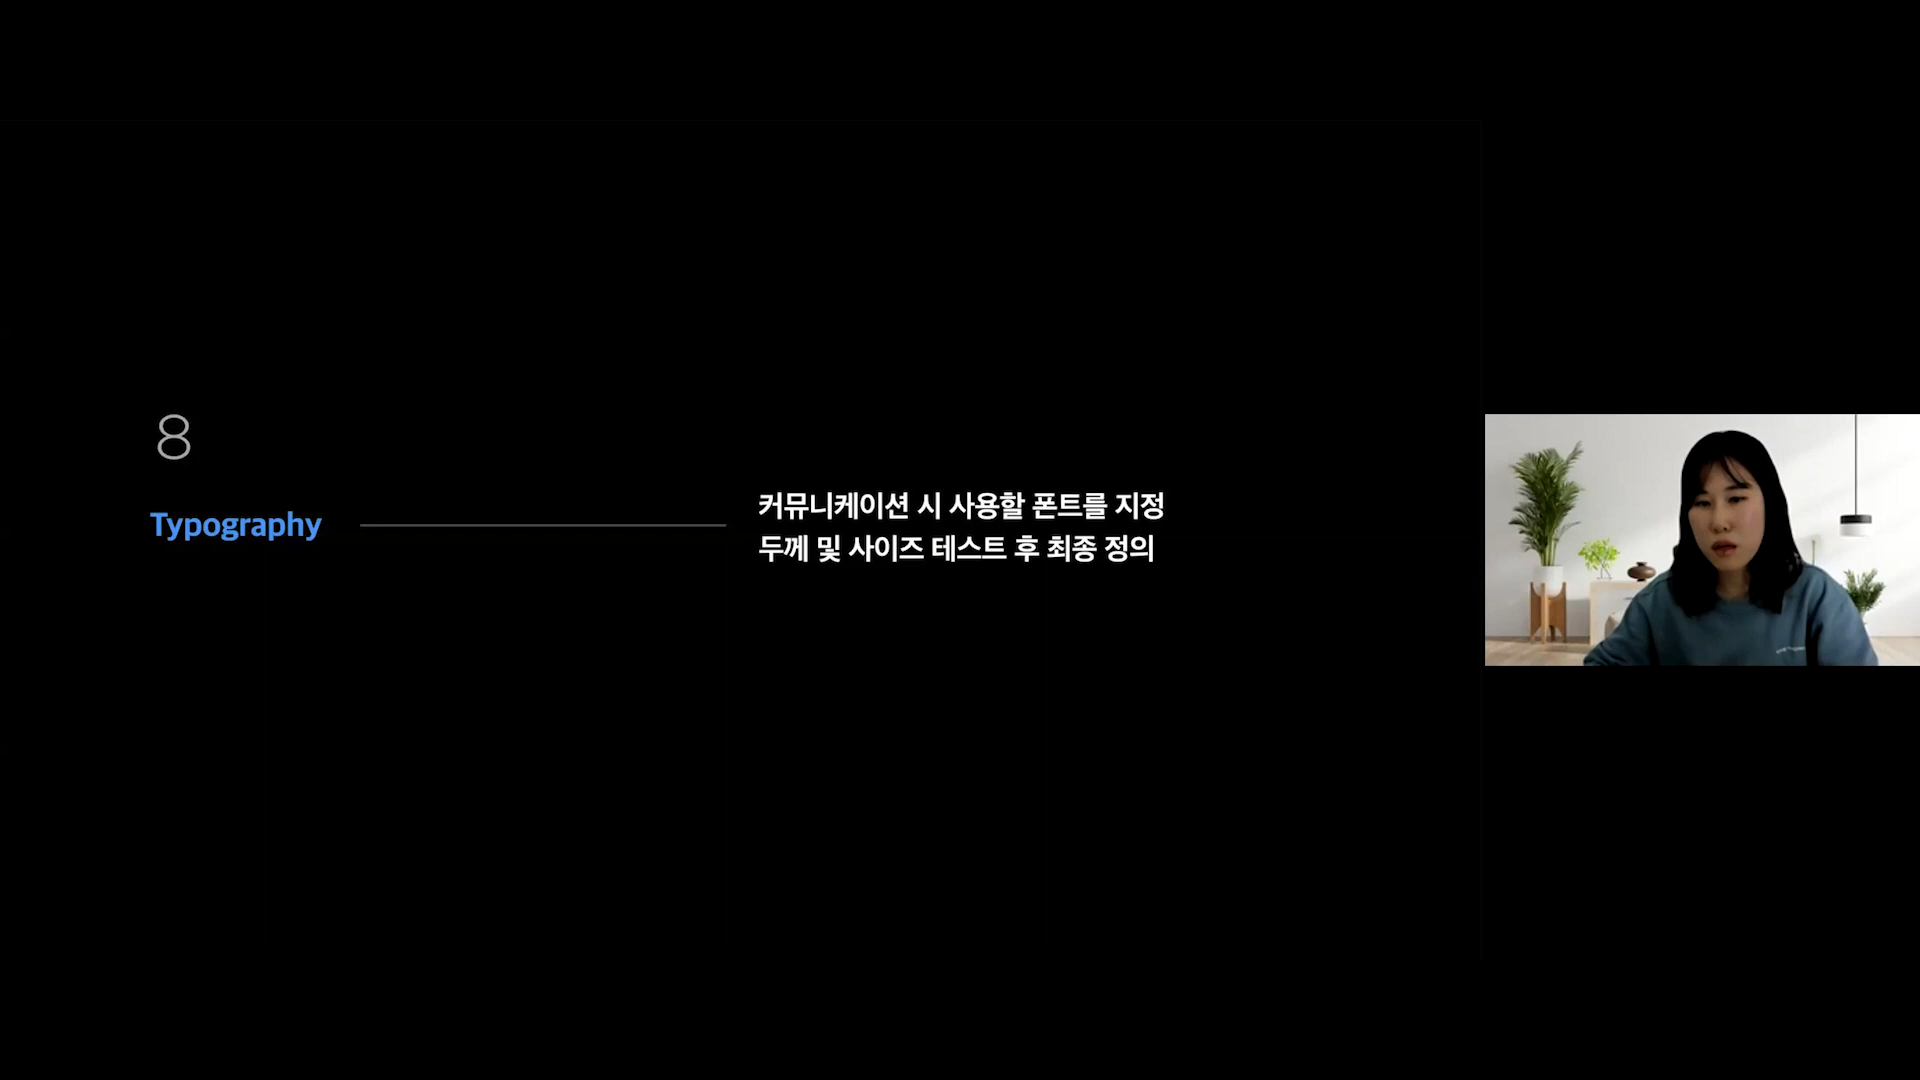 8
Typography
커뮤니케이션 시 사용할 폰트를 지정
두께 및 사이즈 테스트 후 최종 정의